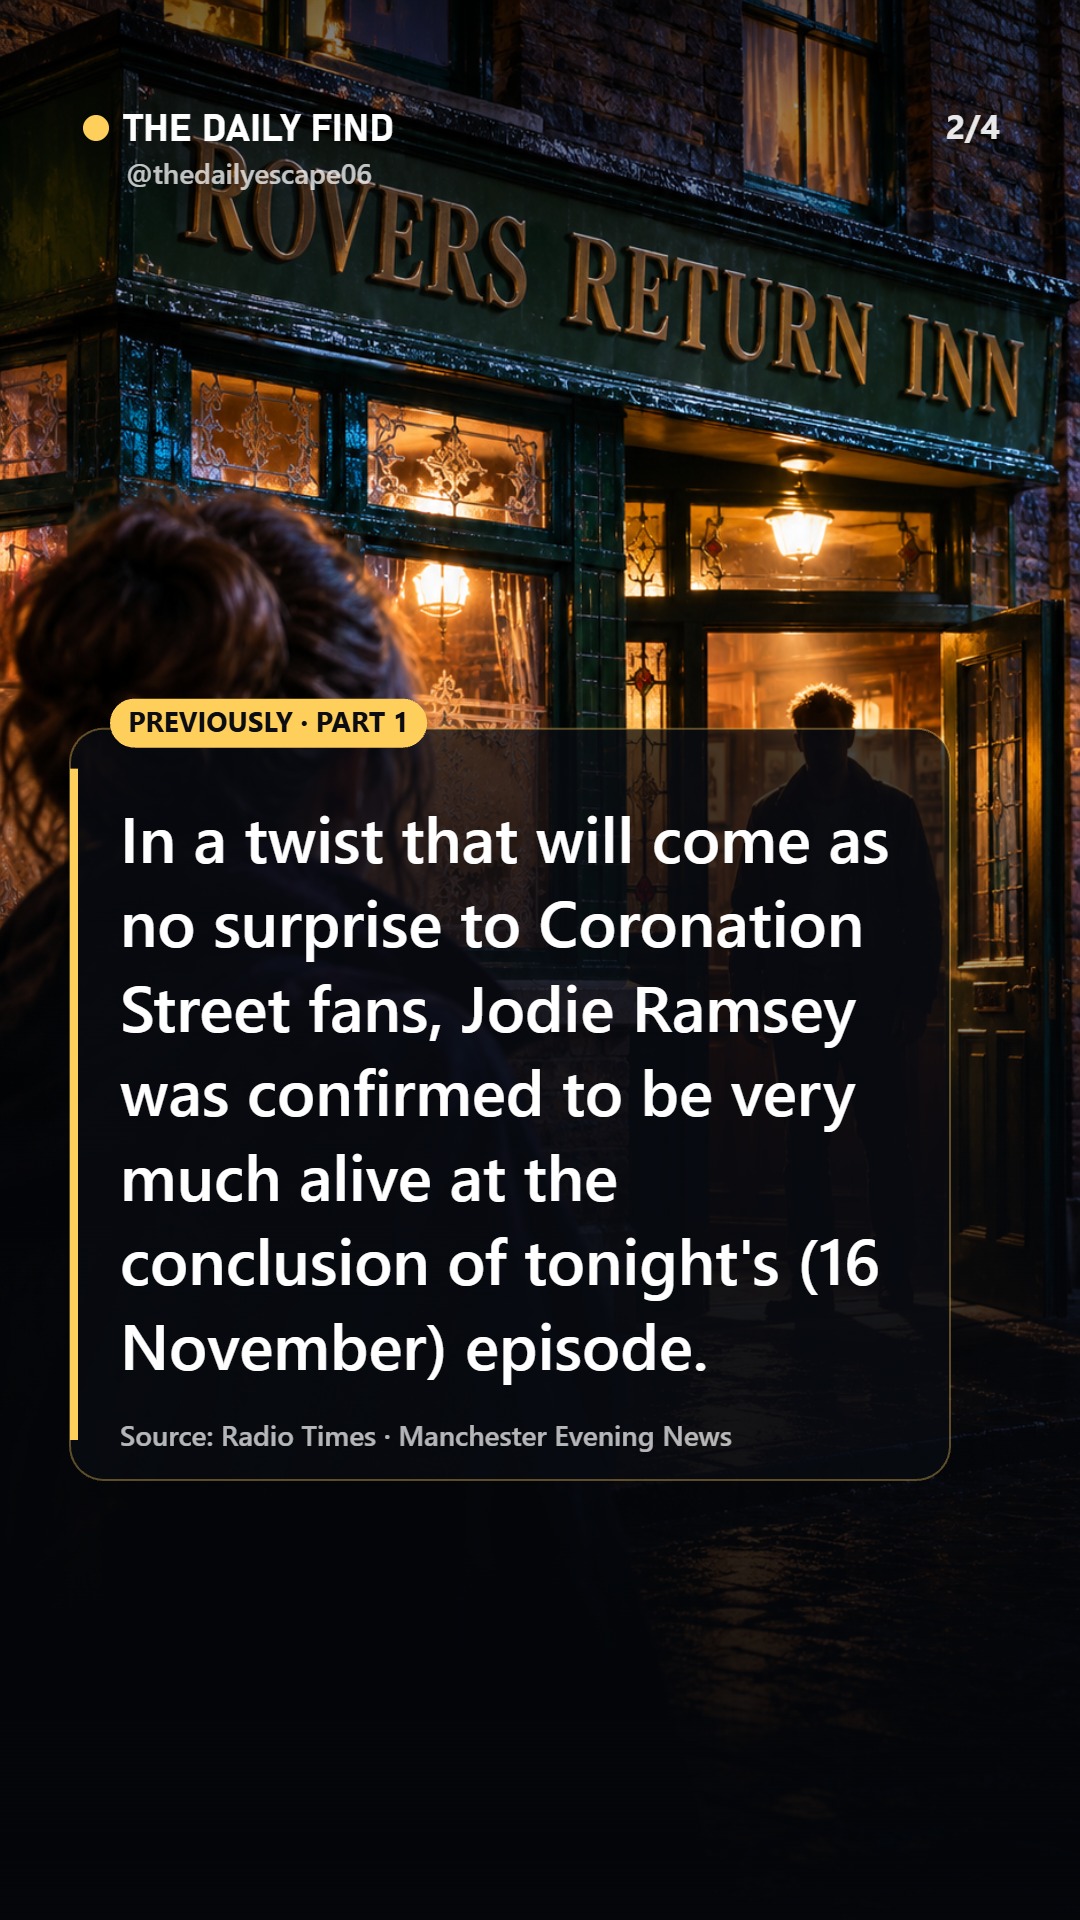 THE DAILY FIND
2/4
@thedailyescape06
ROVERS RETURN INN
PREVIOUSLY · PART 1
In a twist that will come as
no surprise to Coronation
Street fans, Jodie Ramsey
was confirmed to be very
much alive at the
conclusion of tonight's (16
November) episode.
Source: Radio Times · Manchester Evening News